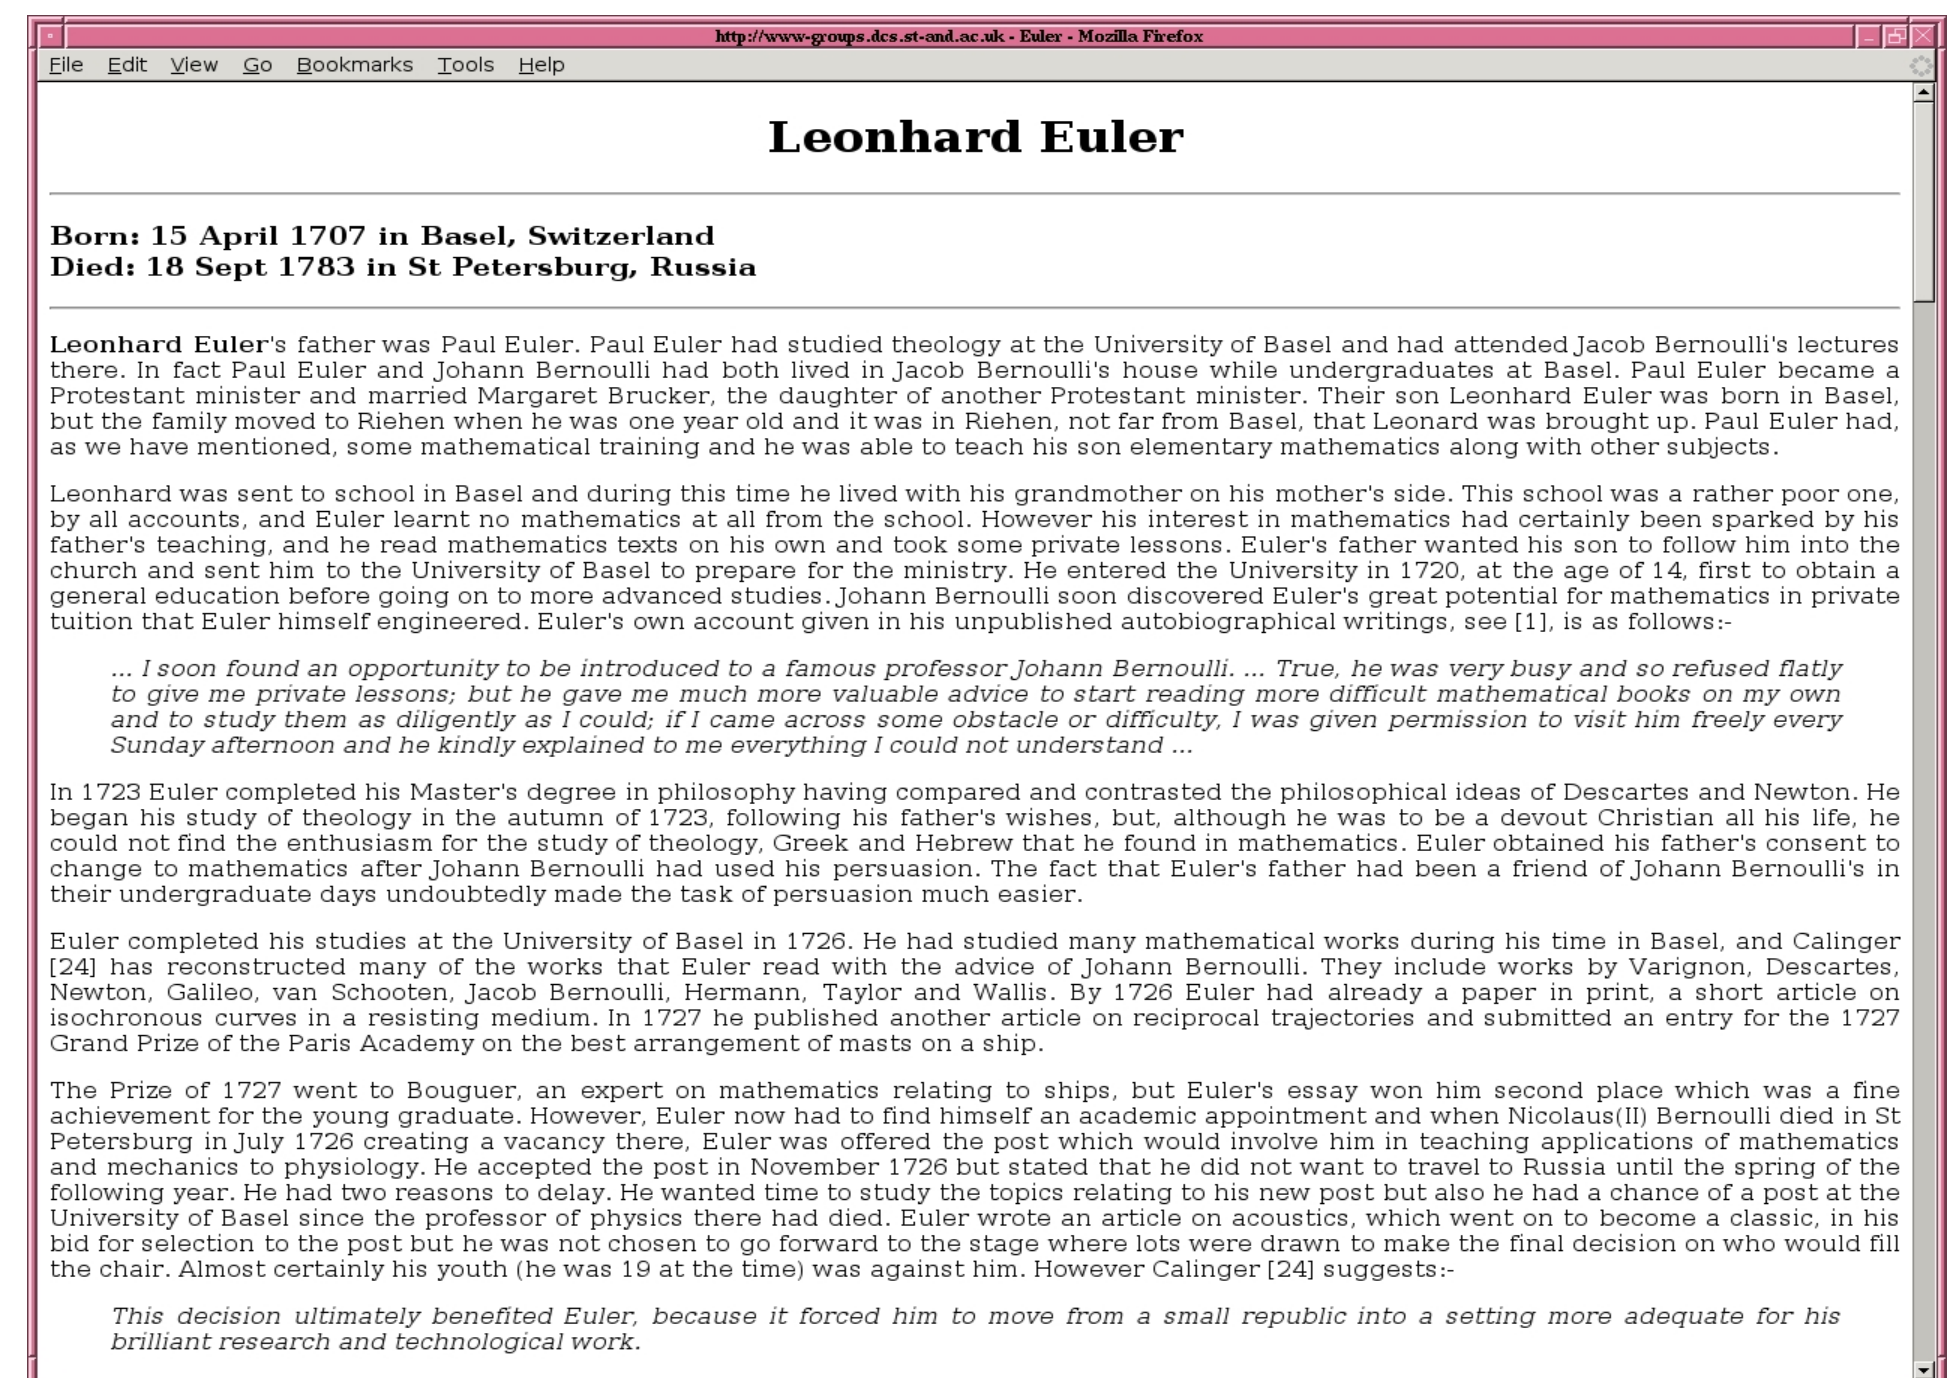 http://www-groups.dcs.st-and.ac.uk - Euler - Mozilla Firefox
File Edit View Go Bookmarks Tools Help
Leonhard Euler
Born: 15 April 1707 in Basel, Switzerland
Died: 18 Sept 1783 in St Petersburg, Russia
Leonhard Euler's father was Paul Euler. Paul Euler had studied theology at the University of Basel and had attended Jacob Bernoulli's lectures
there. In fact Paul Euler and Johann Bernoulli had both lived in Jacob Bernoulli's house while undergraduates at Basel. Paul Euler became a
Protestant minister and married Margaret Brucker, the daughter of another Protestant minister. Their son Leonhard Euler was born in Basel,
but the family moved to Riehen when he was one year old and it was in Riehen, not far from Basel, that Leonard was brought up. Paul Euler had,
as we have mentioned, some mathematical training and he was able to teach his son elementary mathematics along with other subjects.
Leonhard was sent to school in Basel and during this time he lived with his grandmother on his mother's side. This school was a rather poor one,
by all accounts, and Euler learnt no mathematics at all from the school. However his interest in mathematics had certainly been sparked by his
father's teaching, and he read mathematics texts on his own and took some private lessons. Euler's father wanted his son to follow him into the
church and sent him to the University of Basel to prepare for the ministry. He entered the University in 1720, at the age of 14, first to obtain a
general education before going on to more advanced studies. Johann Bernoulli soon discovered Euler's great potential for mathematics in private
tuition that Euler himself engineered. Euler's own account given in his unpublished autobiographical writings, see [1], is as follows:-
... I soon found an opportunity to be introduced to a famous professor Johann Bernoulli. ... True, he was very busy and so refused flatly
to give me private lessons; but he gave me much more valuable advice to start reading more difficult mathematical books on my own
and to study them as diligently as I could; if I came across some obstacle or difficulty, I was given permission to visit him freely every
Sunday afternoon and he kindly explained to me everything I could not understand ...
In 1723 Euler completed his Master's degree in philosophy having compared and contrasted the philosophical ideas of Descartes and Newton. He
began his study of theology in the autumn of 1723, following his father's wishes, but, although he was to be a devout Christian all his life, he
could not find the enthusiasm for the study of theology, Greek and Hebrew that he found in mathematics. Euler obtained his father's consent to
change to mathematics after Johann Bernoulli had used his persuasion. The fact that Euler's father had been a friend of Johann Bernoulli's in
their undergraduate days undoubtedly made the task of persuasion much easier.
Euler completed his studies at the University of Basel in 1726. He had studied many mathematical works during his time in Basel, and Calinger
[24] has reconstructed many of the works that Euler read with the advice of Johann Bernoulli. They include works by Varignon, Descartes,
Newton, Galileo, van Schooten, Jacob Bernoulli, Hermann, Taylor and Wallis. By 1726 Euler had already a paper in print, a short article on
isochronous curves in a resisting medium. In 1727 he published another article on reciprocal trajectories and submitted an entry for the 1727
Grand Prize of the Paris Academy on the best arrangement of masts on a ship.
The Prize of 1727 went to Bouguer, an expert on mathematics relating to ships, but Euler's essay won him second place which was a fine
achievement for the young graduate. However, Euler now had to find himself an academic appointment and when Nicolaus(II) Bernoulli died in St
Petersburg in July 1726 creating a vacancy there, Euler was offered the post which would involve him in teaching applications of mathematics
and mechanics to physiology. He accepted the post in November 1726 but stated that he did not want to travel to Russia until the spring of the
following year. He had two reasons to delay. He wanted time to study the topics relating to his new post but also he had a chance of a post at the
University of Basel since the professor of physics there had died. Euler wrote an article on acoustics, which went on to become a classic, in his
bid for selection to the post but he was not chosen to go forward to the stage where lots were drawn to make the final decision on who would fill
the chair. Almost certainly his youth (he was 19 at the time) was against him. However Calinger [24] suggests:-
This decision ultimately benefited Euler, because it forced him to move from a small republic into a setting more adequate for his
brilliant research and technological work.